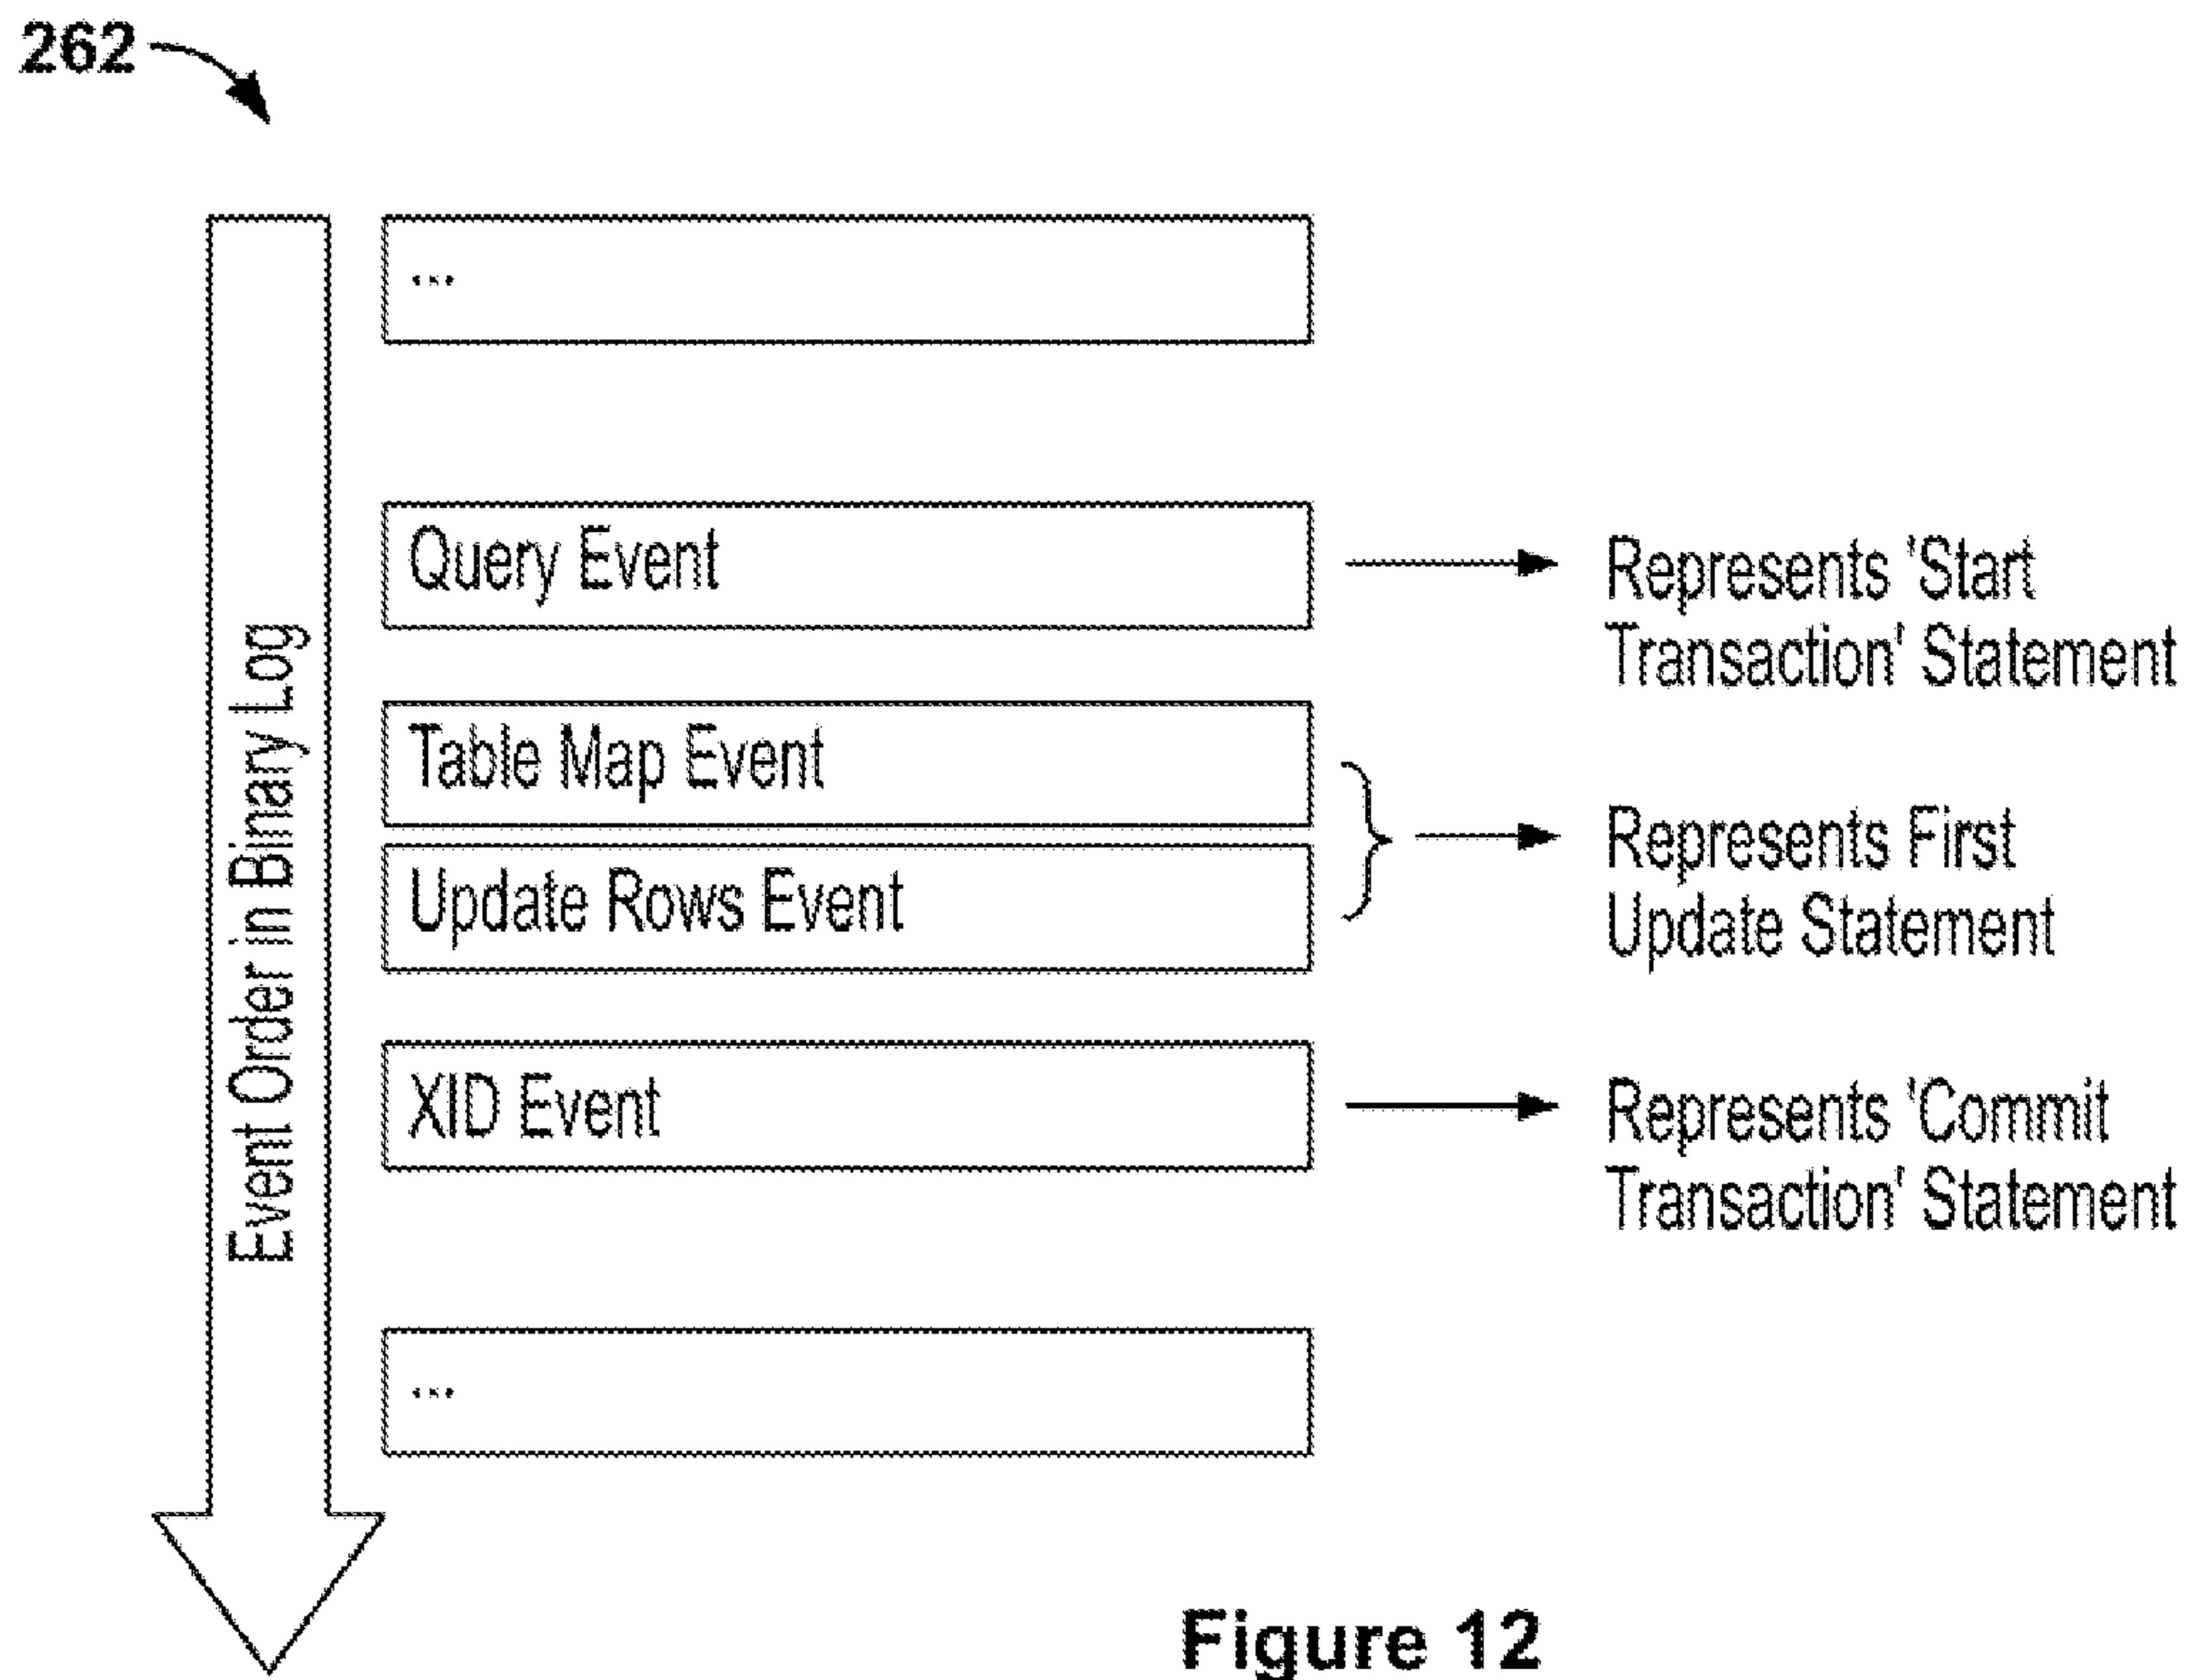 262
...
Query Event
Represents 'Start
Transaction' Statement
Table Map Event
Update Rows Event
Represents First
Update Statement
XID Event
Represents 'Commit
Transaction' Statement
...
Event Order in Binary Log
Figure 12